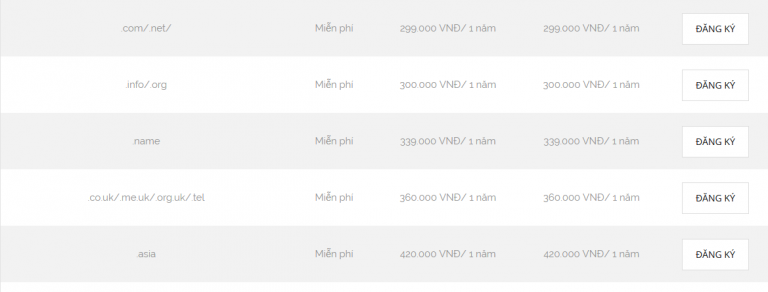 .com/.net/ Miễn phí 299.000 VNĐ/ 1 năm 299.000 VNĐ/ 1 năm ĐĂNG KÝ
.info/.org Miễn phí 300.000 VNĐ/ 1 năm 300.000 VNĐ/ 1 năm ĐĂNG KÝ
.name Miễn phí 339.000 VNĐ/ 1 năm 339.000 VNĐ/ 1 năm ĐĂNG KÝ
.co.uk/.me.uk/.org.uk/.tel Miễn phí 360.000 VNĐ/ 1 năm 360.000 VNĐ/ 1 năm ĐĂNG KÝ
.asia Miễn phí 420.000 VNĐ/ 1 năm 420.000 VNĐ/ 1 năm ĐĂNG KÝ